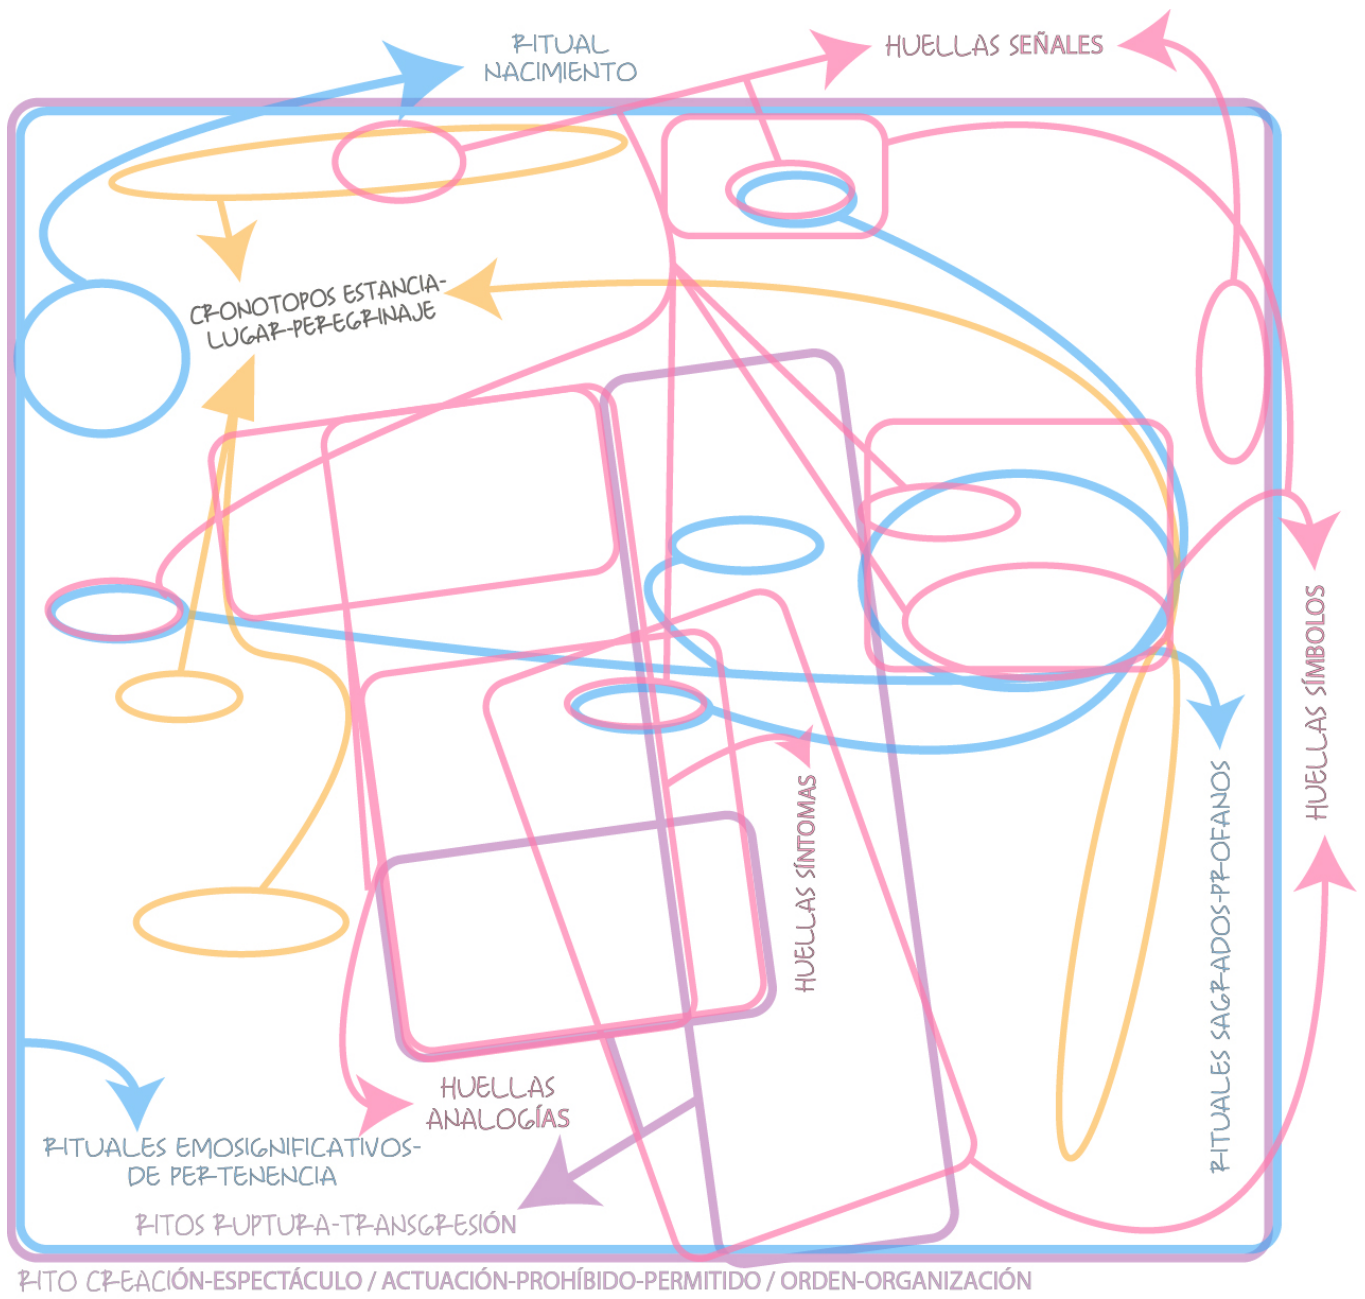 RITUAL
NACIMIENTO
HUELLAS SEÑALES
CRONOTOPOS ESTANCIA-
LUGAR-PEREGRINAJE
HUELLAS SÍMBOLOS
HUELLAS SÍNTOMAS
RITUALES SAGRADOS-PROFANOS
HUELLAS
ANALOGÍAS
RITUALES EMOSIGNIFICATIVOS-
DE PERTENENCIA
RITOS RUPTURA-TRANSGRESIÓN
RITO CREACIÓN-ESPECTÁCULO / ACTUACIÓN-PROHÍBIDO-PERMITIDO / ORDEN-ORGANIZACIÓN